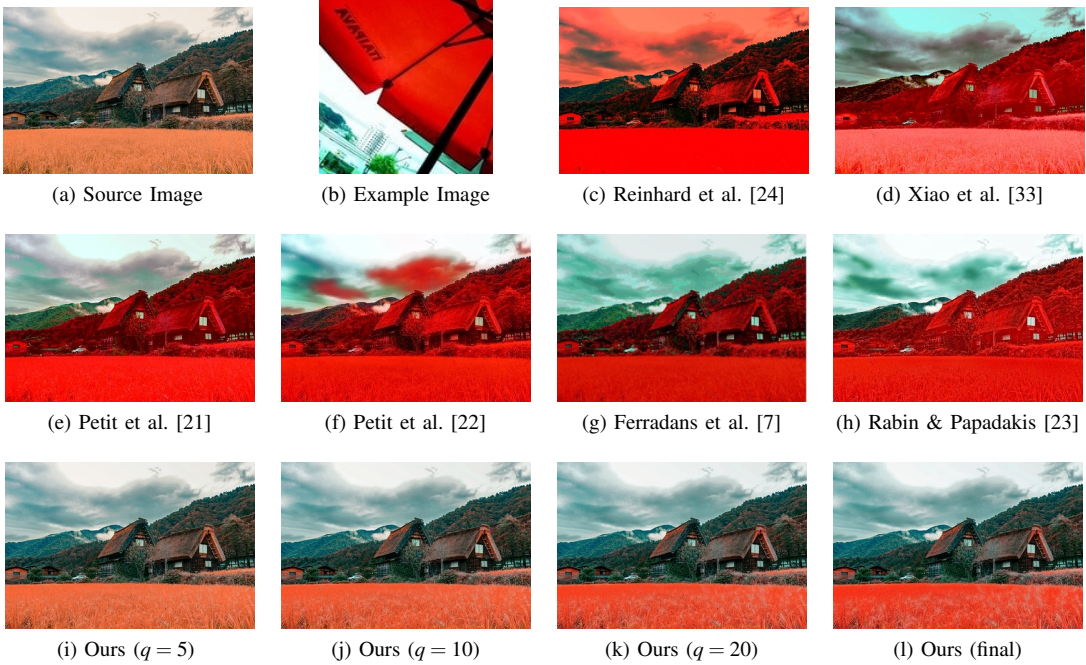 ITAIPAVA
(a) Source Image
(b) Example Image
(c) Reinhard et al. [24]
(d) Xiao et al. [33]
(e) Petit et al. [21]
(f) Petit et al. [22]
(g) Ferradans et al. [7]
(h) Rabin & Papadakis [23]
(i) Ours (q = 5)
(j) Ours (q = 10)
(k) Ours (q = 20)
(l) Ours (final)